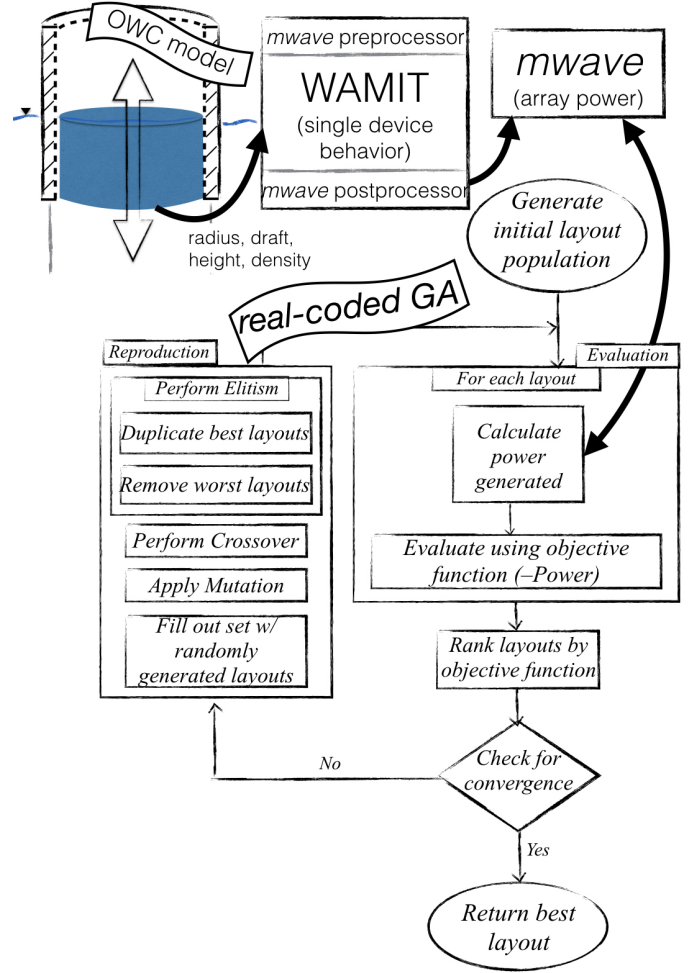 OWC model
mwave preprocessor
WAMIT
(single device
behavior)
mwave postprocessor
mwave
(array power)
radius, draft,
height, density
Generate
initial layout
population
real-coded GA
Reproduction
Perform Elitism
Duplicate best layouts
Remove worst layouts
Perform Crossover
Apply Mutation
Fill out set w/
randomly
generated layouts
Evaluation
For each layout
Calculate
power
generated
Evaluate using objective
function (–Power)
Rank layouts by
objective function
Check for
convergence
No
Yes
Return best
layout